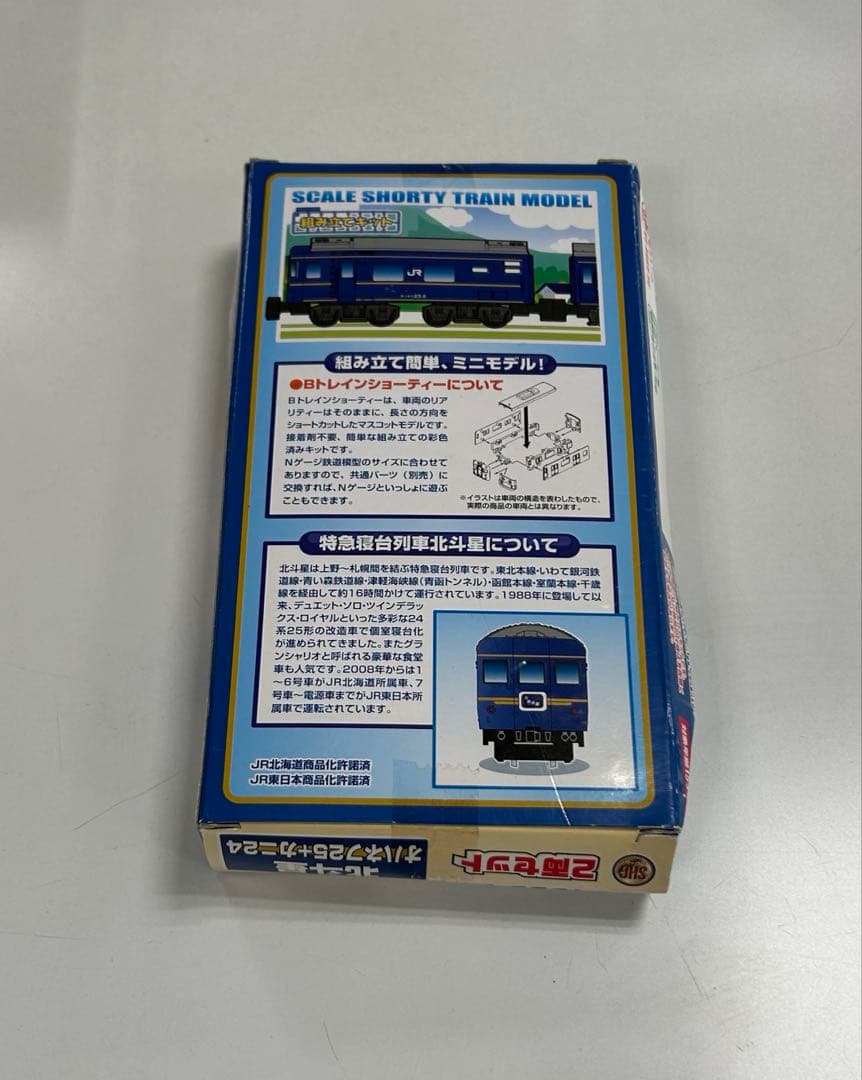 SCALE SHORTY TRAIN MODEL
組み立てキット
JR
組み立て簡単、ミニモデル!
●Bトレインショーティーについて
Bトレインショーティーは、車両のリア
リティーはそのままに、長さの方向を
ショートカットしたマスコットモデルです。
接着剤不要、簡単な組み立ての彩色
済みキットです。
Nゲージ鉄道模型のサイズに合わせて
ありますので、共通パーツ(別売)に
交換すれば、Nゲージといっしょに遊ぶ
こともできます。
※イラストは車両の構造を表わしたもので、
実際の商品の車両とは異なります。
特急寝台列車北斗星について
北斗星は上野~札幌間を結ぶ特急寝台列車です。東北本線・いわて銀河鉄
道線・青い森鉄道線・津軽海峡線(青函トンネル)・函館本線・室蘭本線・千歳
線を経由して約16時間かけて運行されています。1988年に登場して以
来、デュエット・ソロ・ツインデラッ
クス・ロイヤルといった多彩な24
系25形の改造車で個室寝台化
が進められてきました。またグラ
ンシャリオと呼ばれる豪華な食堂
車も人気です。2008年からは1
~6号車がJR北海道所属車、7
号車~電源車までがJR東日本所
属車で運転されています。
JR北海道商品化許諾済
JR東日本商品化許諾済
SHG
2両セット
北斗星
オハネフ25+カニ24